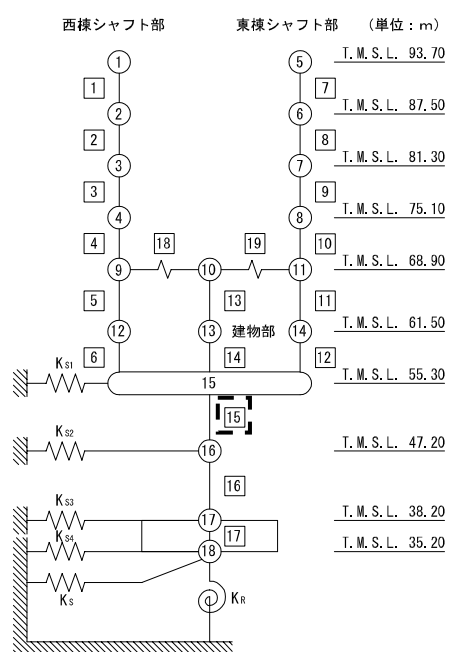 西棟シャフト部 東棟シャフト部 (単位：m)
1 5 T.M.S.L. 93.70
1 7
2 6 T.M.S.L. 87.50
2 8
3 7 T.M.S.L. 81.30
3 9
4 8 T.M.S.L. 75.10
4 18 19 10
9 10 11 T.M.S.L. 68.90
5 13 11
12 13 建物部 14 T.M.S.L. 61.50
6 14 12
KS1 15 T.M.S.L. 55.30
15
KS2 16 T.M.S.L. 47.20
16
KS3 17 T.M.S.L. 38.20
KS4 17
18 T.M.S.L. 35.20
KS KR